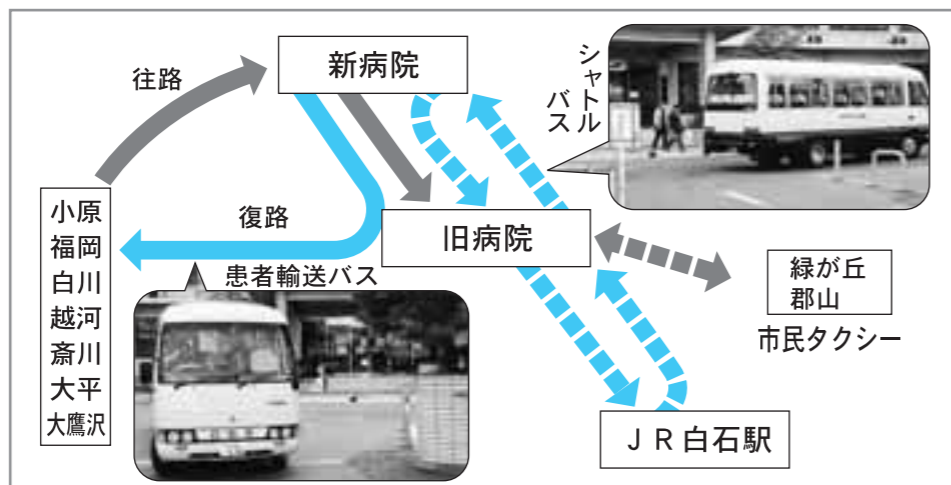 新病院
往路
シャトル
バス
小原
福岡
白川
越河
斎川
大平
大鷹沢
復路
旧病院
患者輸送バス
緑が丘
郡山
市民タクシー
ＪＲ白石駅